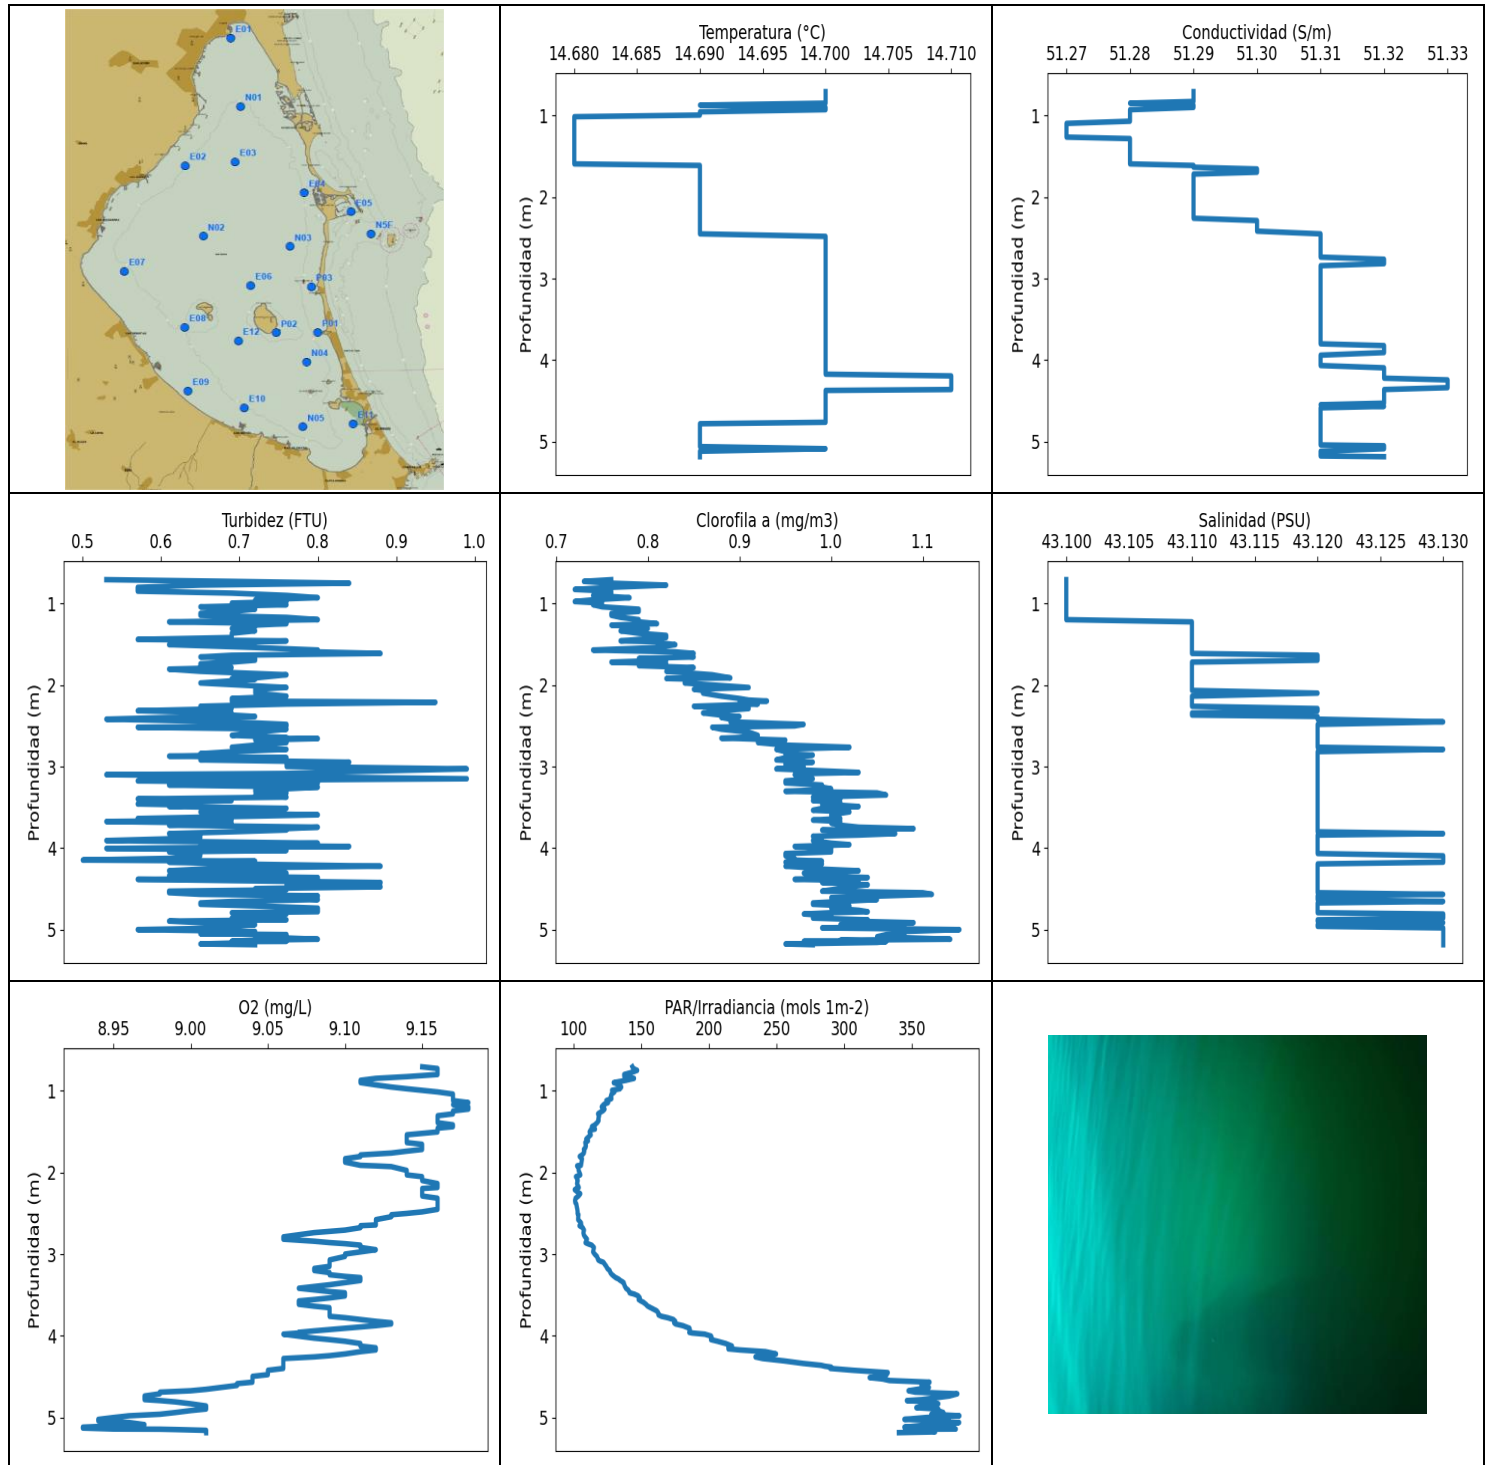 E01
N01
E02
E03
E04
E05
N5F
N02
N03
E07
E06
P03
E08
P02
P01
E12
N04
E09
E10
N05
E11
Temperatura (°C)
14.680 14.685 14.690 14.695 14.700 14.705 14.710
Profundidad (m)
1
2
3
4
5
Conductividad (S/m)
51.27 51.28 51.29 51.30 51.31 51.32 51.33
Profundidad (m)
1
2
3
4
5
Turbidez (FTU)
0.5 0.6 0.7 0.8 0.9 1.0
Profundidad (m)
1
2
3
4
5
Clorofila a (mg/m3)
0.7 0.8 0.9 1.0 1.1
Profundidad (m)
1
2
3
4
5
Salinidad (PSU)
43.100 43.105 43.110 43.115 43.120 43.125 43.130
Profundidad (m)
1
2
3
4
5
O2 (mg/L)
8.95 9.00 9.05 9.10 9.15
Profundidad (m)
1
2
3
4
5
PAR/Irradiancia (mols 1m-2)
100 150 200 250 300 350
Profundidad (m)
1
2
3
4
5